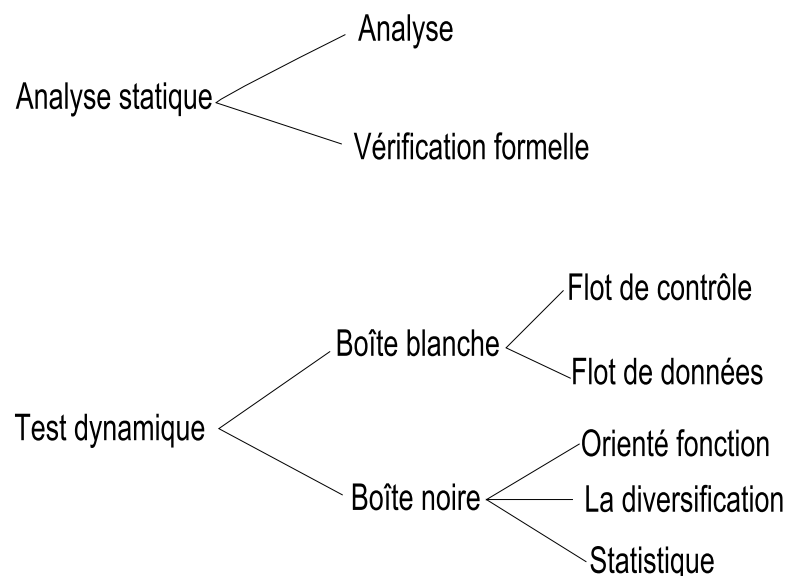 Analyse
Analyse statique
Vérification formelle
Flot de contrôle
Boîte blanche
Flot de données
Test dynamique
Orienté fonction
Boîte noire
La diversification
Statistique